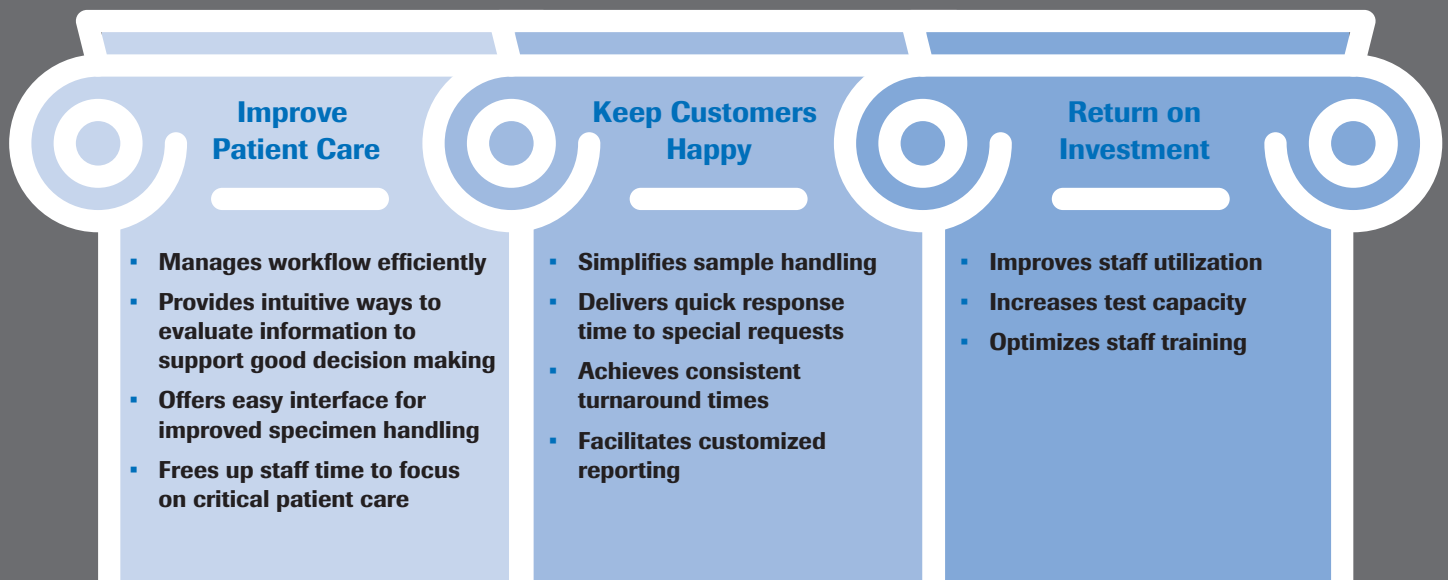 Improve
Patient Care
▪ Manages workflow efficiently
▪ Provides intuitive ways to
evaluate information to
support good decision making
▪ Offers easy interface for
improved specimen handling
▪ Frees up staff time to focus
on critical patient care
Keep Customers
Happy
▪ Simplifies sample handling
▪ Delivers quick response
time to special requests
▪ Achieves consistent
turnaround times
▪ Facilitates customized
reporting
Return on
Investment
▪ Improves staff utilization
▪ Increases test capacity
▪ Optimizes staff training